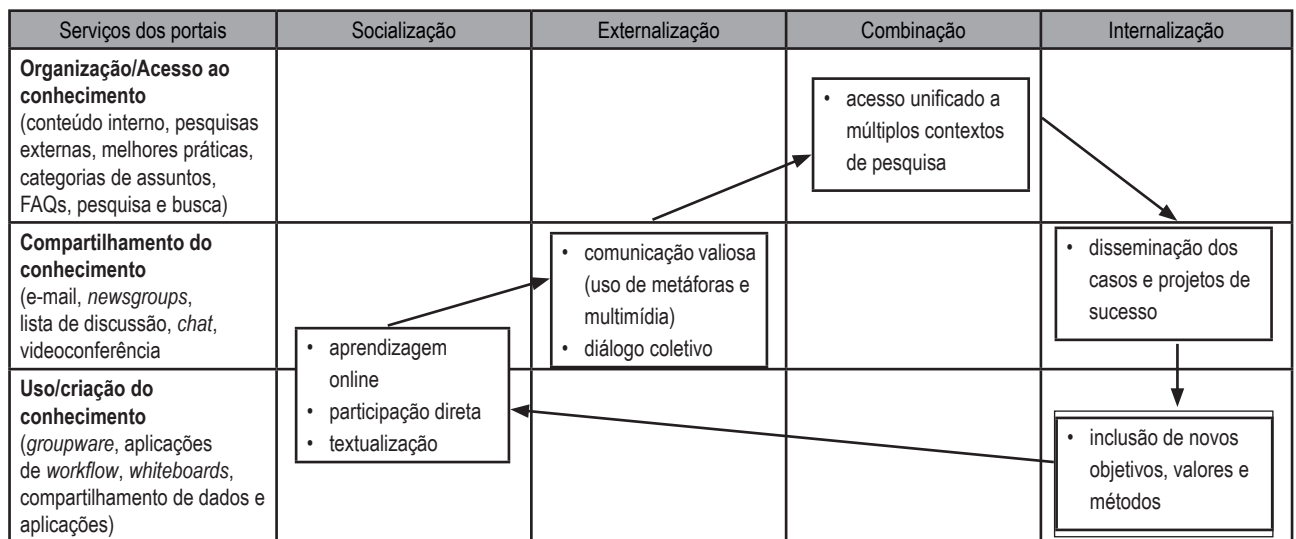 Serviços dos portais
Socialização
Externalização
Combinação
Internalização
Organização/Acesso ao
conhecimento
(conteúdo interno, pesquisas
externas, melhores práticas,
categorias de assuntos,
FAQs, pesquisa e busca)
• acesso unificado a
múltiplos contextos
de pesquisa
Compartilhamento do
conhecimento
(e-mail, newsgroups,
lista de discussão, chat,
videoconferência
• comunicação valiosa
(uso de metáforas e
multimídia)
• diálogo coletivo
• disseminação dos
casos e projetos de
sucesso
• aprendizagem
online
• participação direta
• textualização
Uso/criação do
conhecimento
(groupware, aplicações
de workflow, whiteboards,
compartilhamento de dados e
aplicações)
• inclusão de novos
objetivos, valores e
métodos